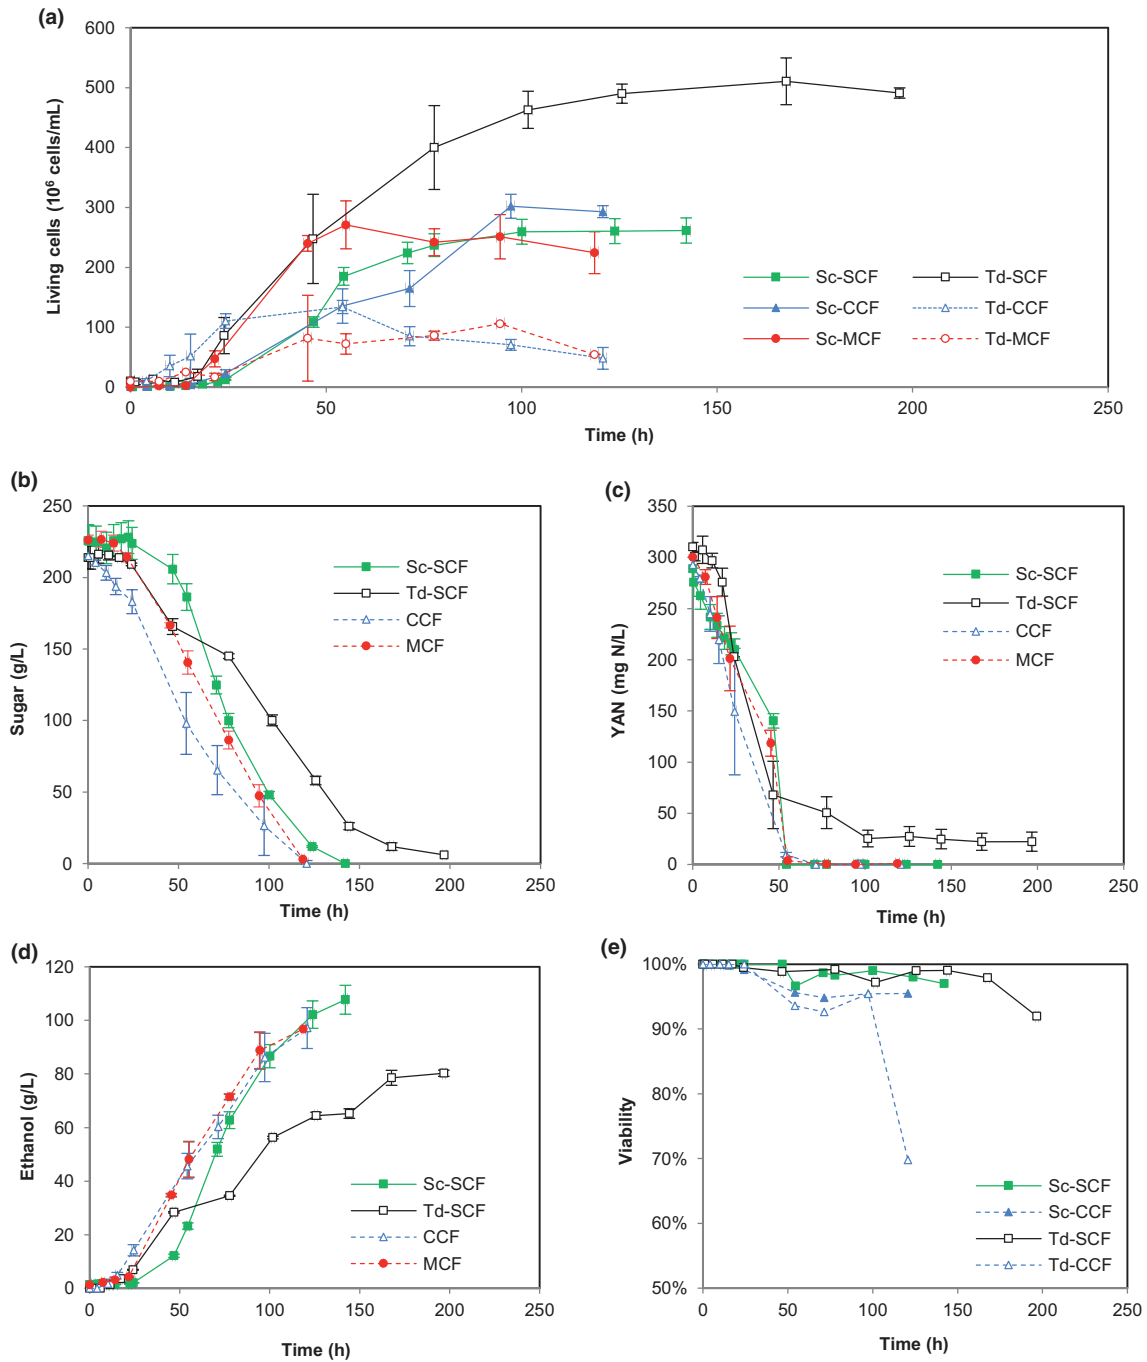 (a)
600
500
400
300
200
100
0
Living cells (10⁶ cells/mL)
0 50 100 150 200 250
Time (h)
Sc-SCF Td-SCF
Sc-CCF Td-CCF
Sc-MCF Td-MCF
(b)
250
200
150
100
50
0
Sugar (g/L)
0 50 100 150 200 250
Time (h)
Sc-SCF
Td-SCF
CCF
MCF
(c)
350
300
250
200
150
100
50
0
YAN (mg N/L)
0 50 100 150 200 250
Time (h)
Sc-SCF
Td-SCF
CCF
MCF
(d)
120
100
80
60
40
20
0
Ethanol (g/L)
0 50 100 150 200 250
Time (h)
Sc-SCF
Td-SCF
CCF
MCF
(e)
100%
90%
80%
70%
60%
50%
Viability
0 50 100 150 200 250
Time (h)
Sc-SCF
Sc-CCF
Td-SCF
Td-CCF